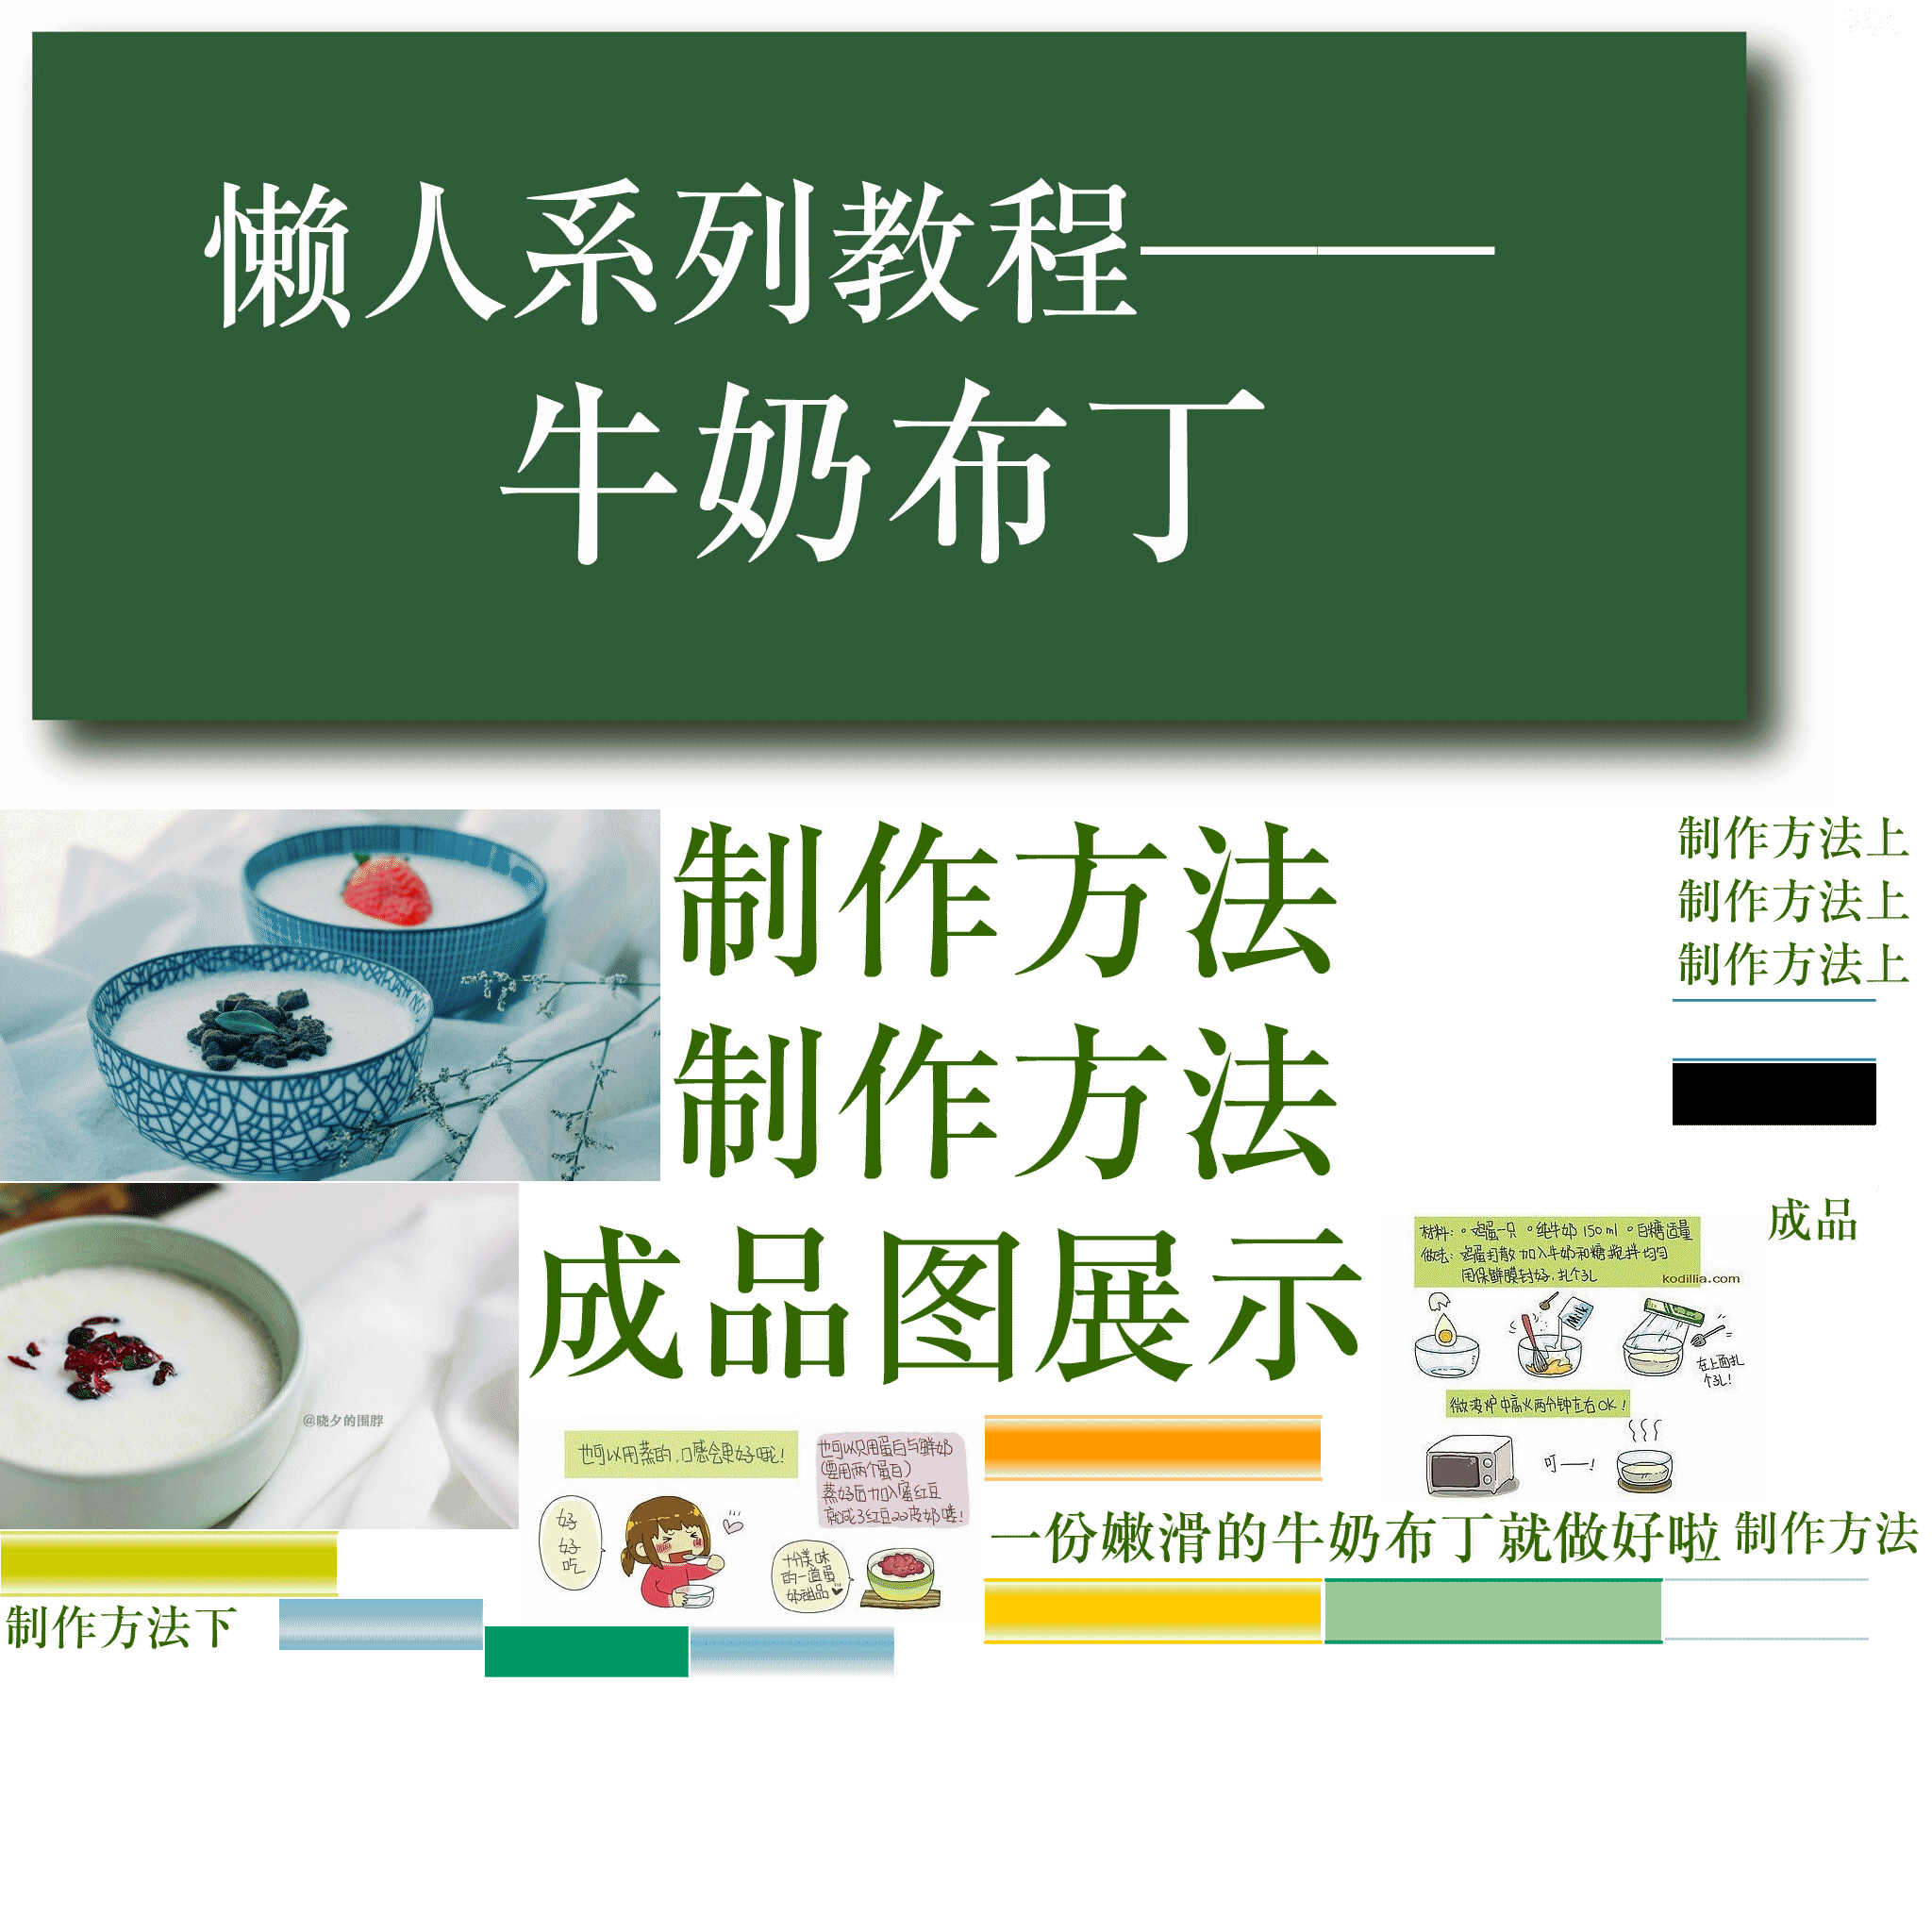 懒人系列教程——
牛奶布丁
制作方法
制作方法
制作方法上
制作方法上
制作方法上
成品图展示
成品
材料:。鸡蛋一只 。纯牛奶 150ml 。白糖适量
做法: 鸡蛋打散加入牛奶和糖搅拌均匀
用保鲜膜封好,扎个孔
kodillia.com
Milk
在上面扎
个孔!
微波炉中高火两分钟左右OK!
叮——!
@晓夕的围脖
也可以用蒸的,口感会更好哦!
也可以只用蛋白与鲜奶
(要用两个蛋白)
蒸好后加入蜜红豆
就成了红豆双皮奶喽!
好好吃
十分美味
的一道蛋
奶甜品
一份嫩滑的牛奶布丁就做好啦
制作方法
制作方法下